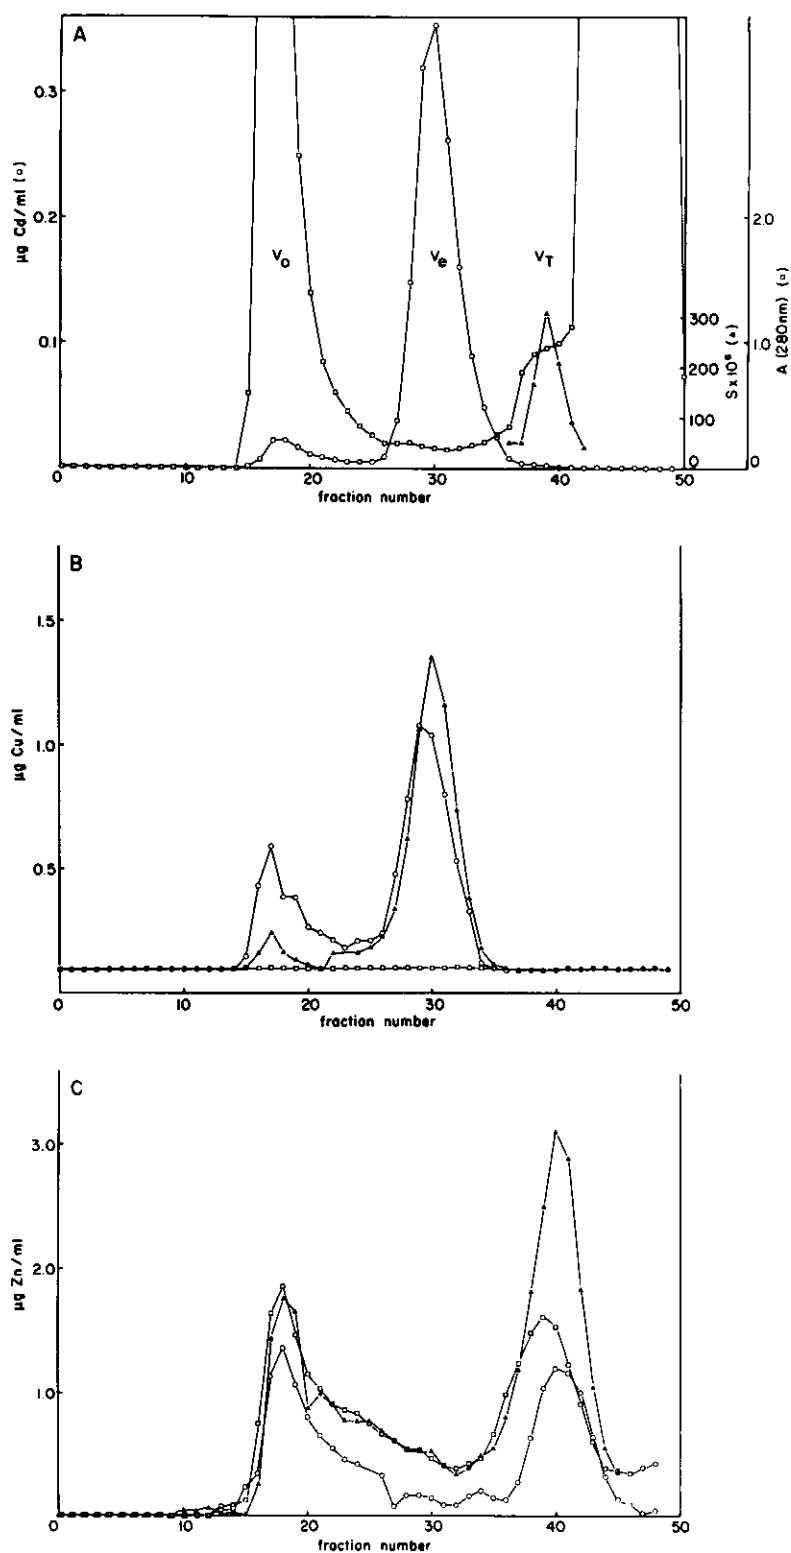 A
µg Cd/ml (o)
0.3
0.2
0.1
Vo
Ve
VT
300
200
100
0
S x 10⁶ (▵)
2.0
1.0
0
A (280nm) (□)
0 10 20 30 40 50
fraction number
B
µg Cu/ml
1.5
1.0
0.5
0 10 20 30 40 50
fraction number
C
µg Zn/ml
3.0
2.0
1.0
0 10 20 30 40 50
fraction number